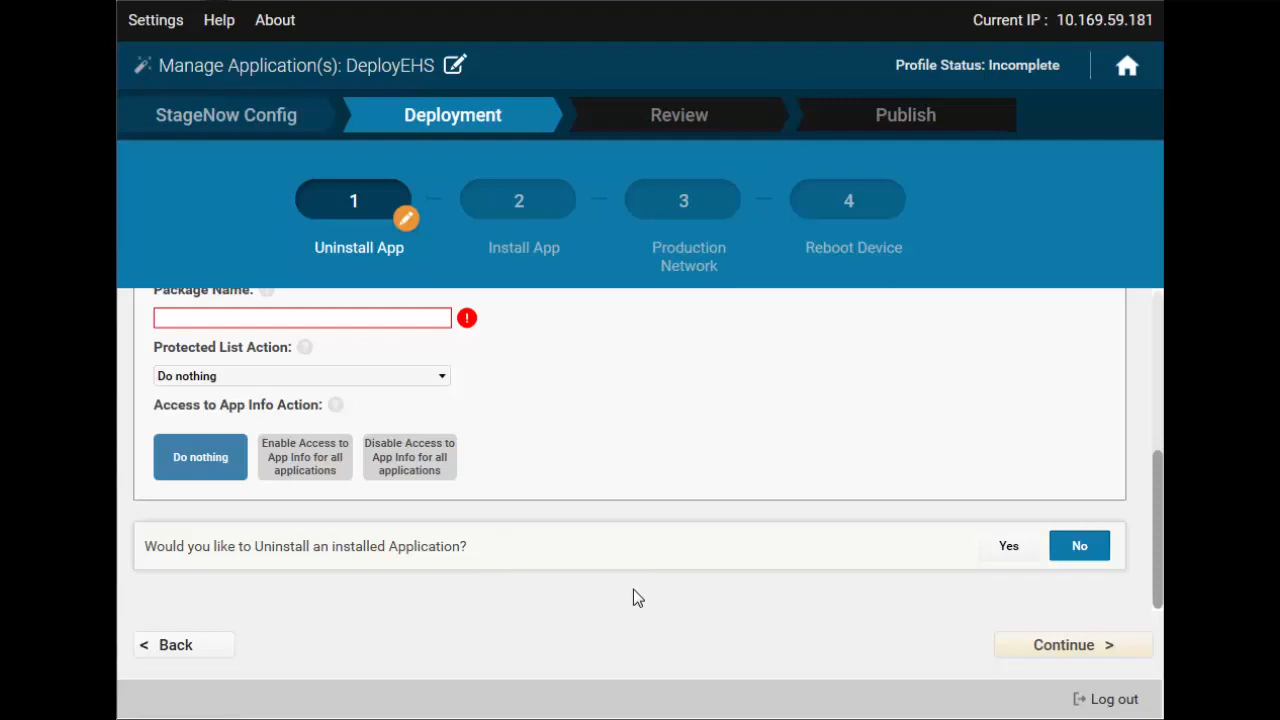 Settings Help About Current IP : 10.169.59.181
Manage Application(s): DeployEHS Profile Status: Incomplete
StageNow Config Deployment Review Publish
1 2 3 4
Uninstall App Install App Production Network Reboot Device
Package Name:
!
Protected List Action: ?
Do nothing
Access to App Info Action: ?
Do nothing
Enable Access to
App Info for all
applications
Disable Access to
App Info for all
applications
Would you like to Uninstall an installed Application? Yes No
< Back Continue >
Log out